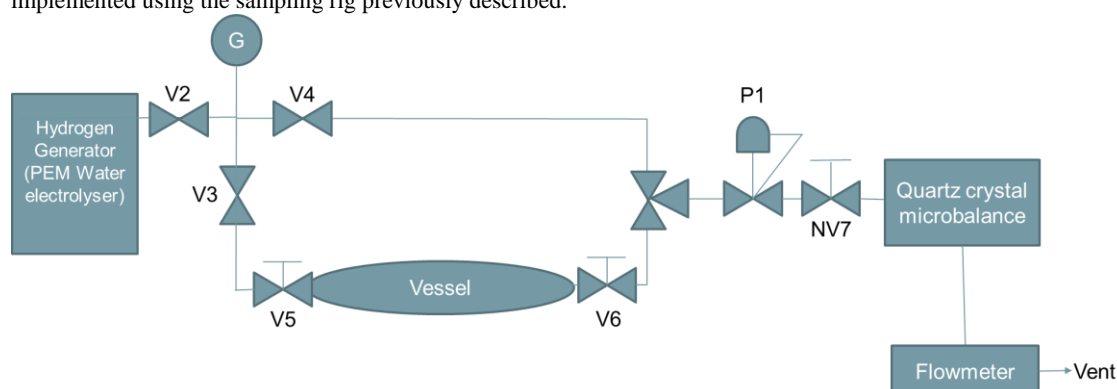 implemented using the sampling rig previously described.
G
V2
V4
P1
Hydrogen
Generator
(PEM Water
electrolyser)
V3
Quartz crystal
microbalance
NV7
Vessel
V5
V6
Flowmeter
Vent